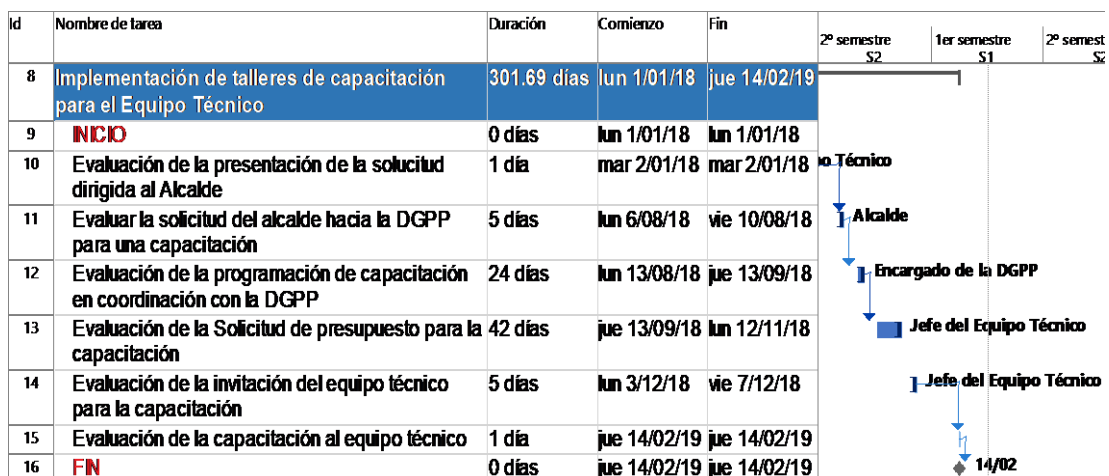 Id Nombre de tarea Duración Comienzo Fin
2º semestre 1er semestre 2º semest
S2 S1 S2
8 Implementación de talleres de capacitación para el Equipo Técnico 301.69 días lun 1/01/18 jue 14/02/19
9 INICIO 0 días lun 1/01/18 lun 1/01/18
10 Evaluación de la presentación de la solucitud dirigida al Alcalde 1 día mar 2/01/18 mar 2/01/18 po Técnico
11 Evaluar la solicitud del alcalde hacia la DGPP para una capacitación 5 días lun 6/08/18 vie 10/08/18 Alcalde
12 Evaluación de la programación de capacitación en coordinación con la DGPP 24 días lun 13/08/18 jue 13/09/18 Encargado de la DGPP
13 Evaluación de la Solicitud de presupuesto para la capacitación 42 días jue 13/09/18 lun 12/11/18 Jefe del Equipo Técnico
14 Evaluación de la invitación del equipo técnico para la capacitación 5 días lun 3/12/18 vie 7/12/18 Jefe del Equipo Técnico
15 Evaluación de la capacitación al equipo técnico 1 día jue 14/02/19 jue 14/02/19
16 FIN 0 días jue 14/02/19 jue 14/02/19 14/02